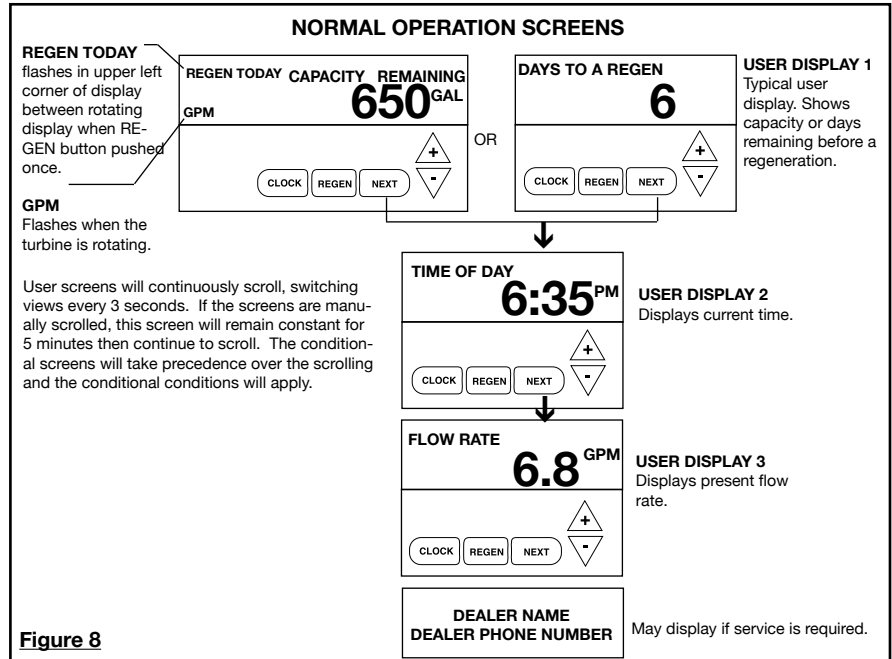 NORMAL OPERATION SCREENS
REGEN TODAY
flashes in upper left
corner of display
between rotating
display when RE-
GEN button pushed
once.
GPM
Flashes when the
turbine is rotating.
REGEN TODAY CAPACITY REMAINING
650 GAL
GPM
+
-
CLOCK REGEN NEXT
OR
DAYS TO A REGEN
6
+
-
CLOCK REGEN NEXT
USER DISPLAY 1
Typical user
display. Shows
capacity or days
remaining before a
regeneration.
User screens will continuously scroll, switching
views every 3 seconds. If the screens are manu-
ally scrolled, this screen will remain constant for
5 minutes then continue to scroll. The condition-
al screens will take precedence over the scrolling
and the conditional conditions will apply.
TIME OF DAY
6:35 PM
+
-
CLOCK REGEN NEXT
USER DISPLAY 2
Displays current time.
FLOW RATE
6.8 GPM
+
-
CLOCK REGEN NEXT
USER DISPLAY 3
Displays present flow
rate.
DEALER NAME
DEALER PHONE NUMBER
May display if service is required.
Figure 8